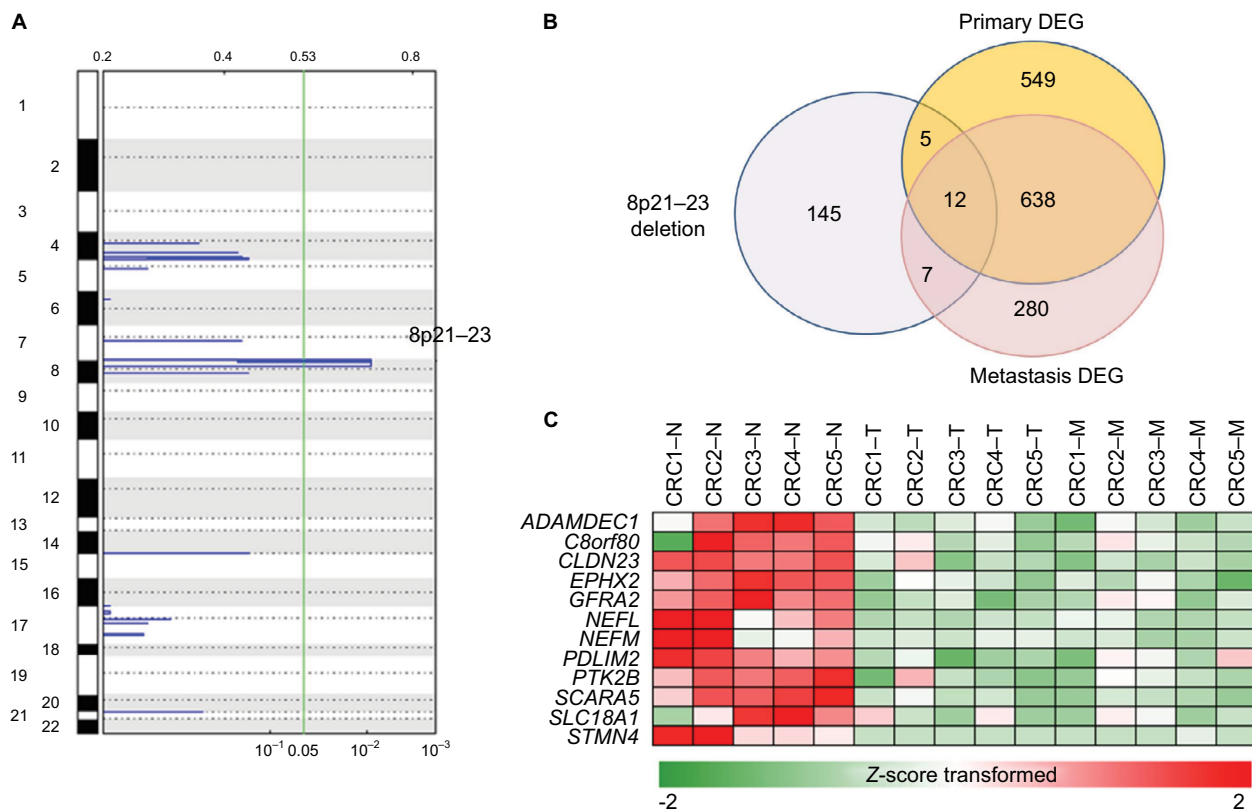 A
0.2 0.4 0.53 0.8
1
2
3
4
5
6
7
8
9
10
11
12
13
14
15
16
17
18
19
20
21
22
8p21–23
10⁻¹ 0.05 10⁻² 10⁻³
B
Primary DEG
549
5
8p21–23
deletion
145
12
638
7
280
Metastasis DEG
C
CRC1–N CRC2–N CRC3–N CRC4–N CRC5–N CRC1–T CRC2–T CRC3–T CRC4–T CRC5–T CRC1–M CRC2–M CRC3–M CRC4–M CRC5–M
ADAMDEC1
C8orf80
CLDN23
EPHX2
GFRA2
NEFL
NEFM
PDLIM2
PTK2B
SCARA5
SLC18A1
STMN4
Z-score transformed
-2 2